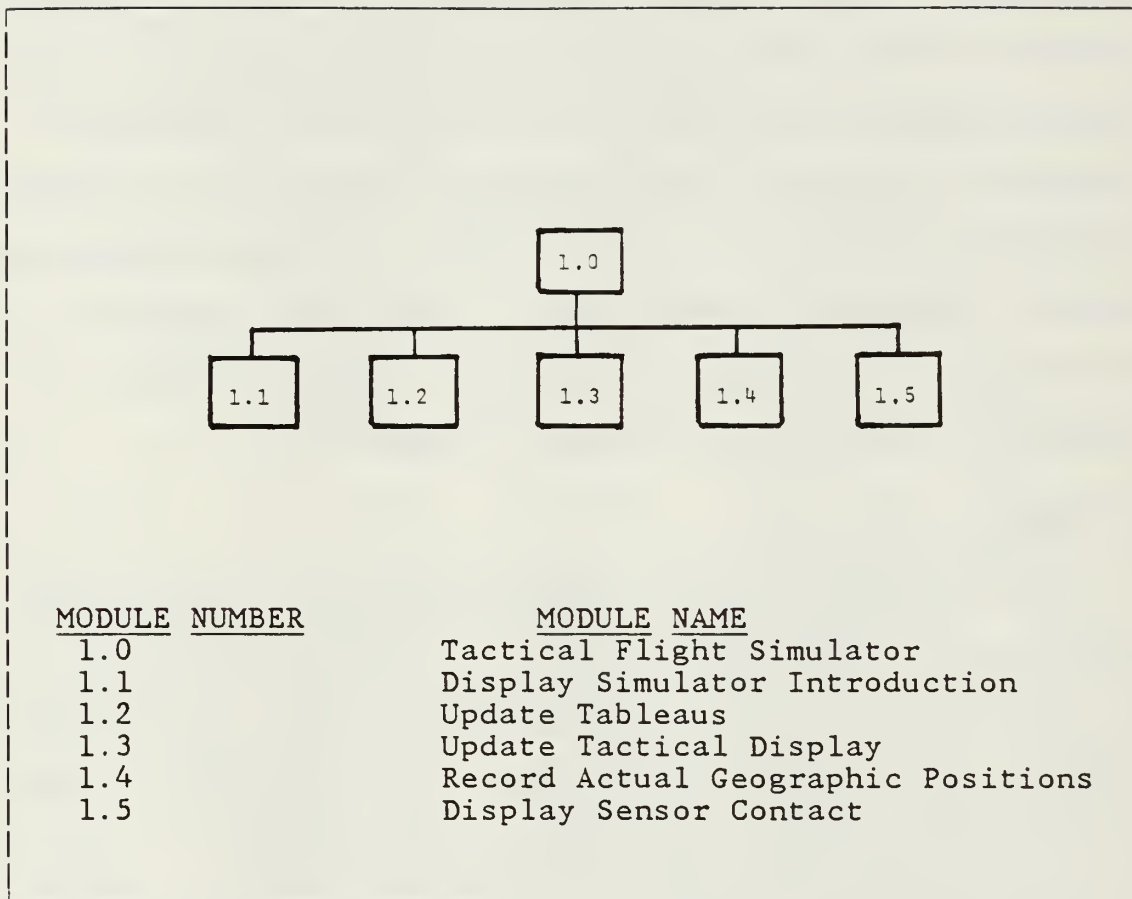 1.0
1.1 1.2 1.3 1.4 1.5
MODULE NUMBER MODULE NAME
1.0 Tactical Flight Simulator
1.1 Display Simulator Introduction
1.2 Update Tableaus
1.3 Update Tactical Display
1.4 Record Actual Geographic Positions
1.5 Display Sensor Contact